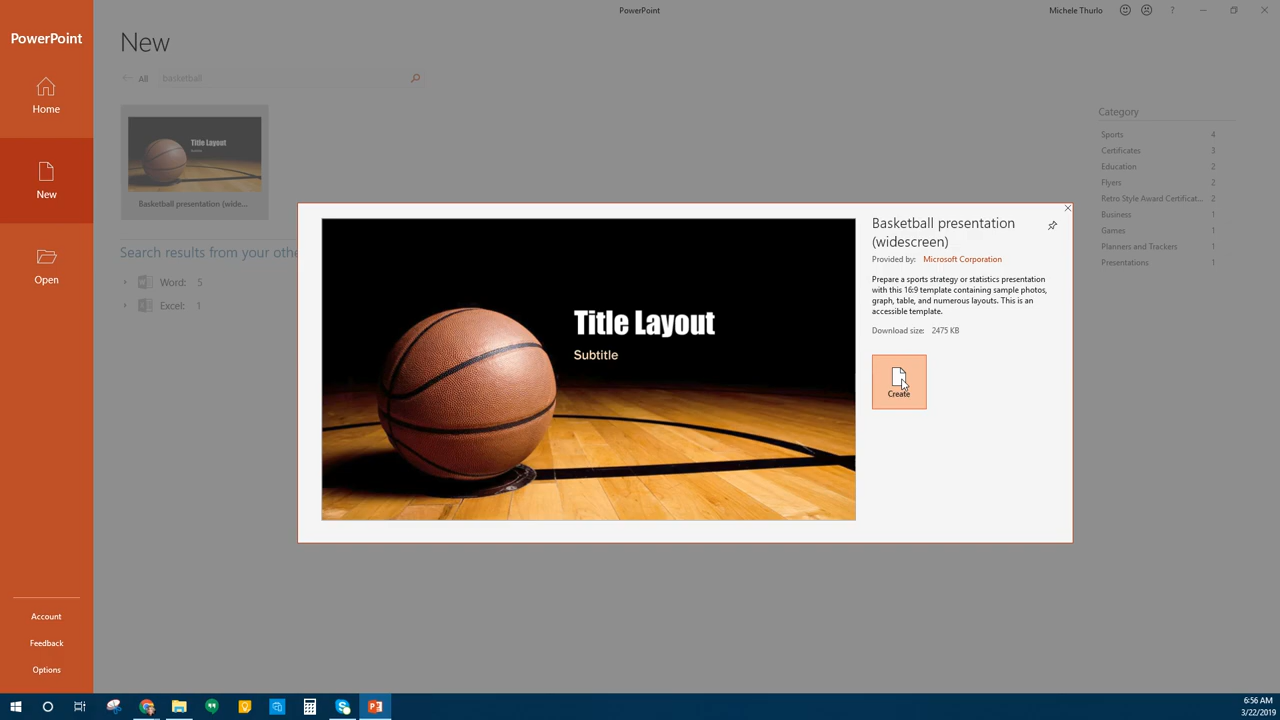 PowerPoint
Michele Thurlo
?
PowerPoint
Home
New
Open
Account
Feedback
Options
New
All
basketball
Title Layout
Subtitle
Basketball presentation (wide...
Search results from your othe
Word: 5
Excel: 1
Category
Sports 4
Certificates 3
Education 2
Flyers 2
Retro Style Award Certificat... 2
Business 1
Games 1
Planners and Trackers 1
Presentations 1
Title Layout
Subtitle
Basketball presentation
(widescreen)
Provided by: Microsoft Corporation
Prepare a sports strategy or statistics presentation
with this 16:9 template containing sample photos,
graph, table, and numerous layouts. This is an
accessible template.
Download size: 2475 KB
Create
6:56 AM
3/22/2019